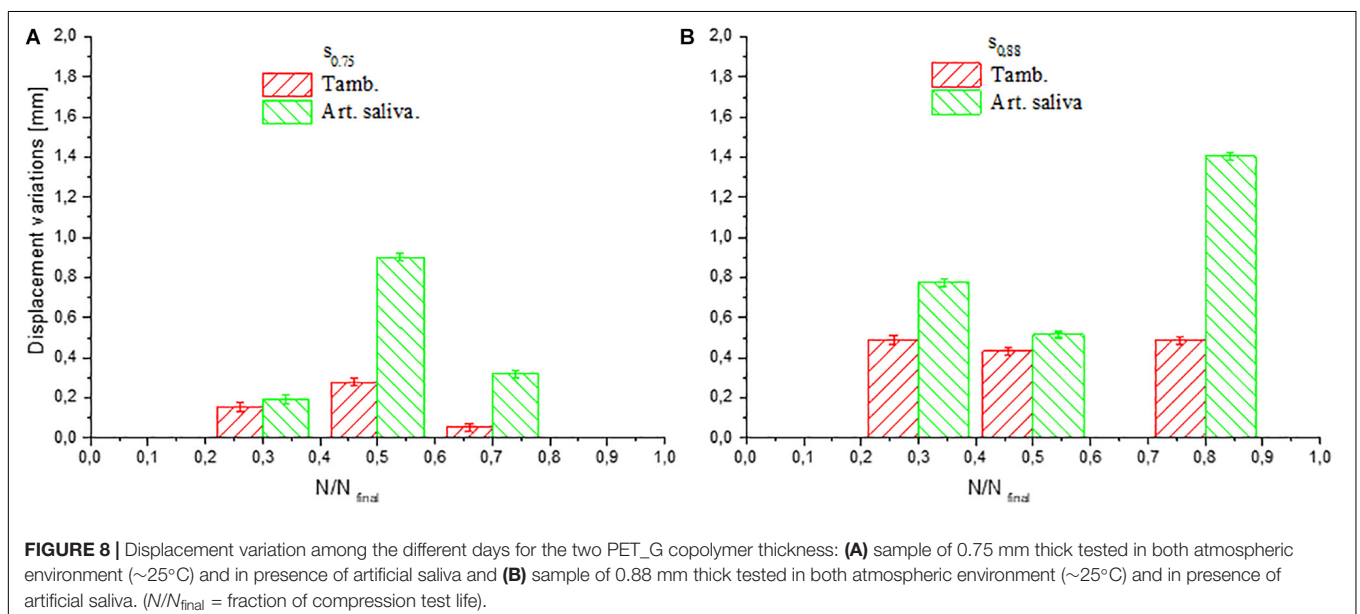 A
2,0
1,8
1,6
1,4
1,2
1,0
0,8
0,6
0,4
0,2
0,0
Displacement variations [mm]
S0.75
Tamb.
Art. saliva.
0,0 0,1 0,2 0,3 0,4 0,5 0,6 0,7 0,8 0,9 1,0
N/N final
B
2,0
1,8
1,6
1,4
1,2
1,0
0,8
0,6
0,4
0,2
0,0
S0,88
Tamb.
Art. saliva
0,0 0,1 0,2 0,3 0,4 0,5 0,6 0,7 0,8 0,9 1,0
N/N final
FIGURE 8 | Displacement variation among the different days for the two PET_G copolymer thickness: (A) sample of 0.75 mm thick tested in both atmospheric
environment (~25°C) and in presence of artificial saliva and (B) sample of 0.88 mm thick tested in both atmospheric environment (~25°C) and in presence of
artificial saliva. (N/Nfinal = fraction of compression test life).